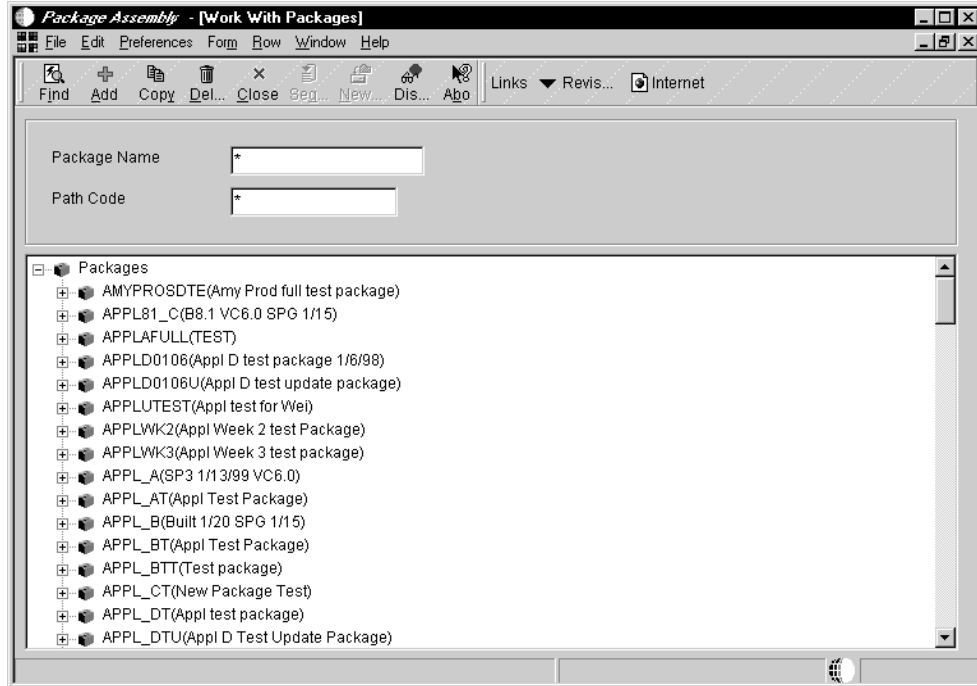 Package Assembly - [Work With Packages]
File Edit Preferences Form Row Window Help
Find Add Copy Del... Close Seq... New... Dis... Abo Links Revis... Internet
Package Name *
Path Code *
Packages
AMYPROSDTE(Amy Prod full test package)
APPL81_C(B8.1 VC6.0 SPG 1/15)
APPLAFULL(TEST)
APPLD0106(Appl D test package 1/6/98)
APPLD0106U(Appl D test update package)
APPLUTEST(Appl test for Wei)
APPLWK2(Appl Week 2 test Package)
APPLWK3(Appl Week 3 test package)
APPL_A(SP3 1/13/99 VC6.0)
APPL_AT(Appl Test Package)
APPL_B(Built 1/20 SPG 1/15)
APPL_BT(Appl Test Package)
APPL_BTT(Test package)
APPL_CT(New Package Test)
APPL_DT(Appl test package)
APPL_DTU(Appl D Test Update Package)